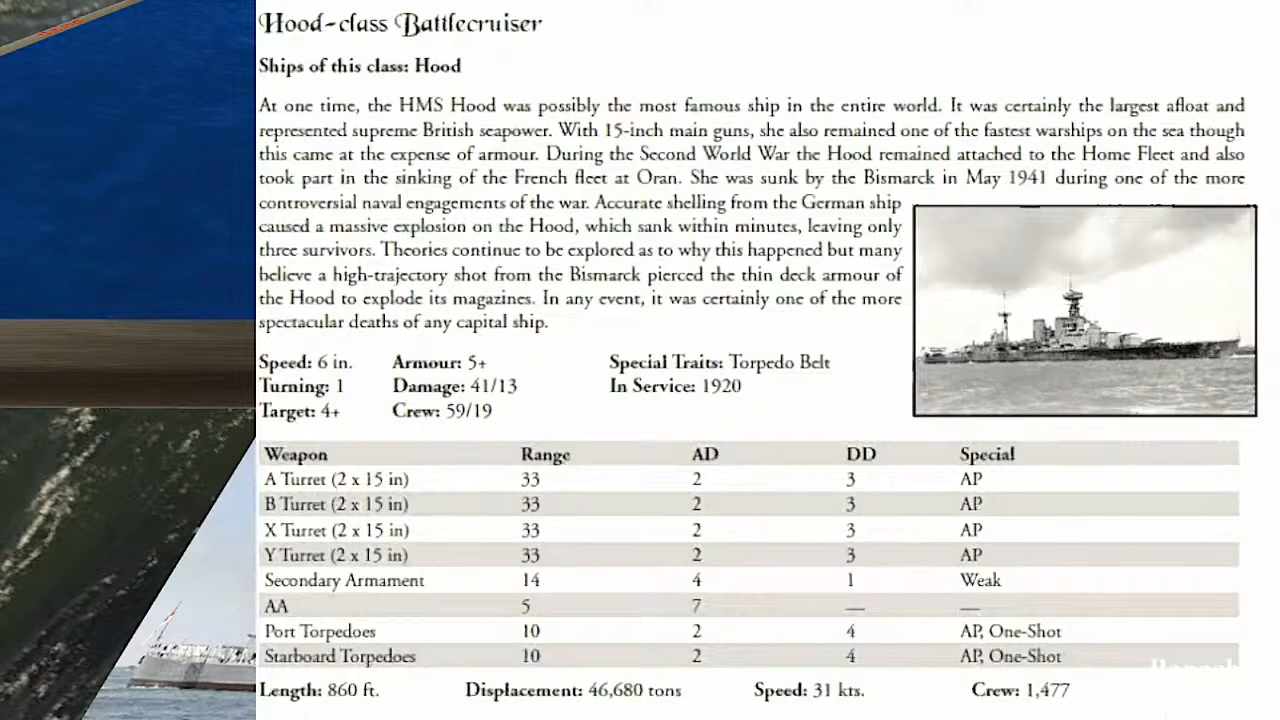 Hood-class Battlecruiser
Ships of this class: Hood
At one time, the HMS Hood was possibly the most famous ship in the entire world. It was certainly the largest afloat and
represented supreme British seapower. With 15-inch main guns, she also remained one of the fastest warships on the sea though
this came at the expense of armour. During the Second World War the Hood remained attached to the Home Fleet and also
took part in the sinking of the French fleet at Oran. She was sunk by the Bismarck in May 1941 during one of the more
controversial naval engagements of the war. Accurate shelling from the German ship
caused a massive explosion on the Hood, which sank within minutes, leaving only
three survivors. Theories continue to be explored as to why this happened but many
believe a high-trajectory shot from the Bismarck pierced the thin deck armour of
the Hood to explode its magazines. In any event, it was certainly one of the more
spectacular deaths of any capital ship.
Speed: 6 in. Armour: 5+ Special Traits: Torpedo Belt
Turning: 1 Damage: 41/13 In Service: 1920
Target: 4+ Crew: 59/19
Weapon Range AD DD Special
A Turret (2 x 15 in) 33 2 3 AP
B Turret (2 x 15 in) 33 2 3 AP
X Turret (2 x 15 in) 33 2 3 AP
Y Turret (2 x 15 in) 33 2 3 AP
Secondary Armament 14 4 1 Weak
AA 5 7 — —
Port Torpedoes 10 2 4 AP, One-Shot
Starboard Torpedoes 10 2 4 AP, One-Shot
Length: 860 ft. Displacement: 46,680 tons Speed: 31 kts. Crew: 1,477